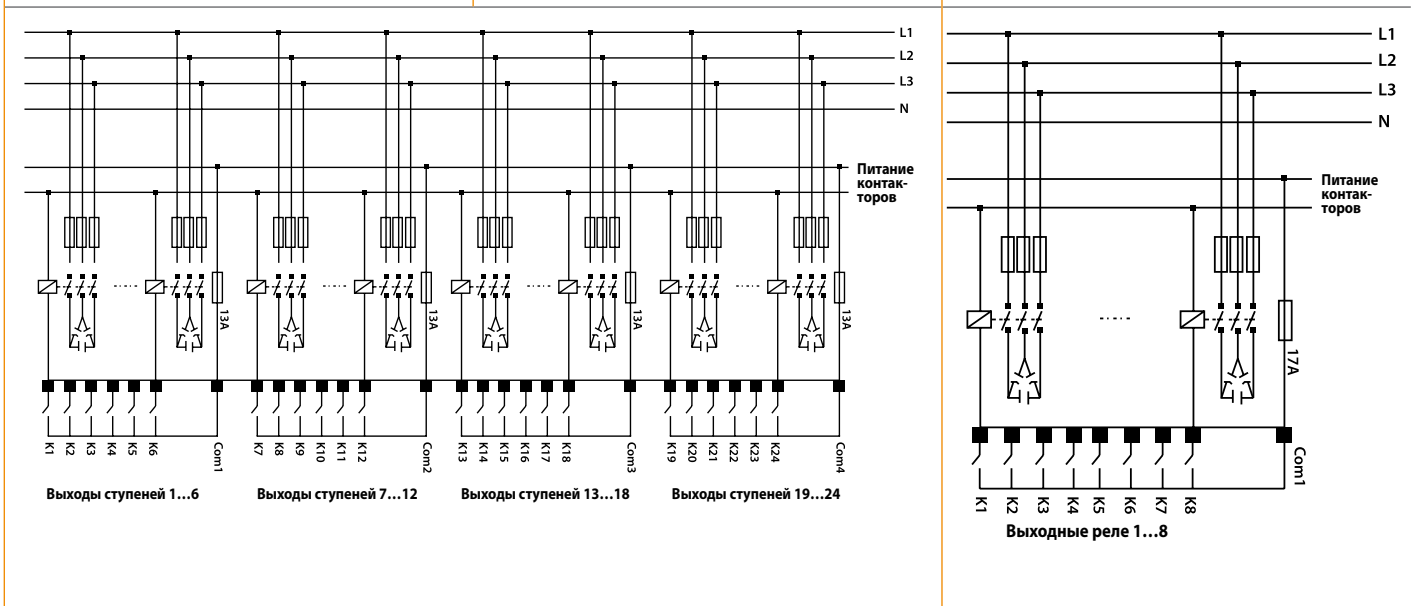 L1
L2
L3
N
Питание
контак-
торов
13A
13A
13A
13A
K1
K2
K3
K4
K5
K6
Com1
K7
K8
K9
K10
K11
K12
Com2
K13
K14
K15
K16
K17
K18
Com3
K19
K20
K21
K22
K23
K24
Com4
Выходы ступеней 1...6
Выходы ступеней 7...12
Выходы ступеней 13...18
Выходы ступеней 19...24
L1
L2
L3
N
Питание
контак-
торов
17A
K1
K2
K3
K4
K5
K6
K7
K8
Com1
Выходные реле 1...8